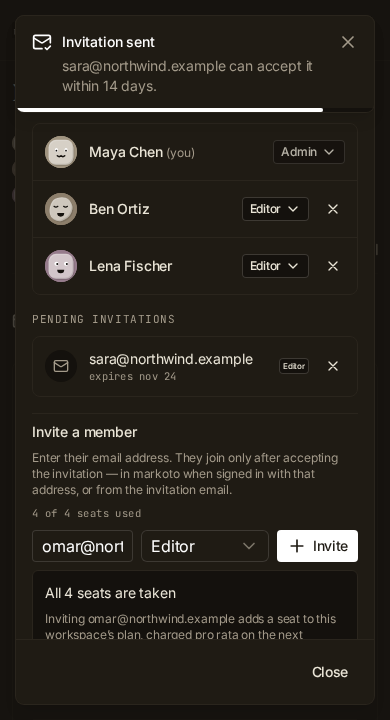 Invitation sent
sara@northwind.example can accept it
within 14 days.
Maya Chen (you)
Admin
Ben Ortiz
Editor
Lena Fischer
Editor
PENDING INVITATIONS
sara@northwind.example
expires nov 24
Editor
Invite a member
Enter their email address. They join only after accepting
the invitation — in markoto when signed in with that
address, or from the invitation email.
4 of 4 seats used
omar@nort
Editor
Invite
All 4 seats are taken
Inviting omar@northwind.example adds a seat to this
workspace's plan, charged pro rata on the next
Close